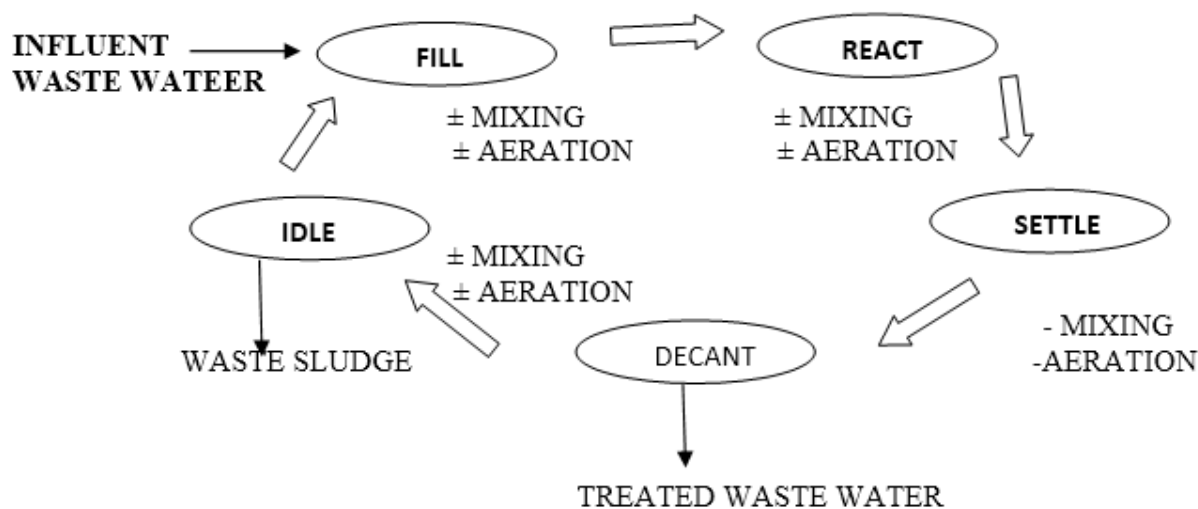 INFLUENT
WASTE WATEER
FILL
REACT
± MIXING
± AERATION
± MIXING
± AERATION
SETTLE
IDLE
± MIXING
± AERATION
- MIXING
-AERATION
DECANT
WASTE SLUDGE
TREATED WASTE WATER